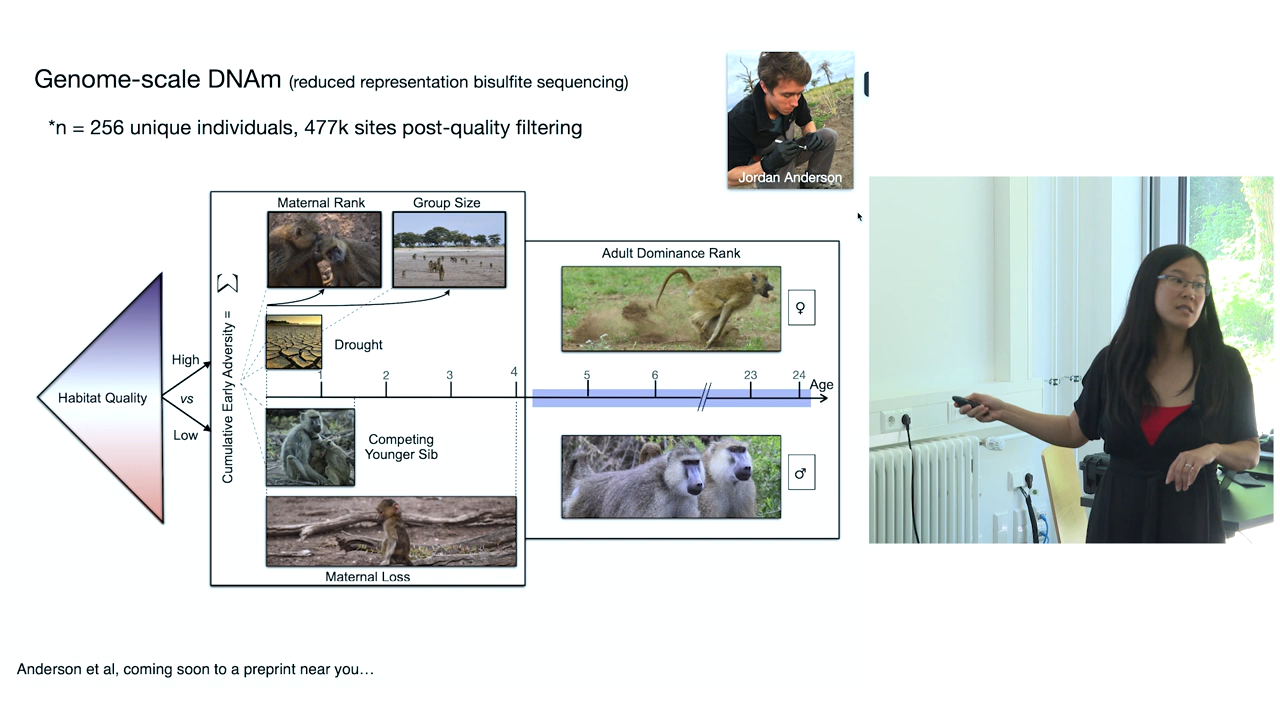 Genome-scale DNAm (reduced representation bisulfite sequencing)
*n = 256 unique individuals, 477k sites post-quality filtering
Jordan Anderson
Maternal Rank
Group Size
Adult Dominance Rank
♀
Cumulative Early Adversity = ∑
Drought
Habitat Quality
High
vs
Low
1
2
3
4
5
6
23
24
Age
Competing
Younger Sib
♂
Maternal Loss
Anderson et al, coming soon to a preprint near you…